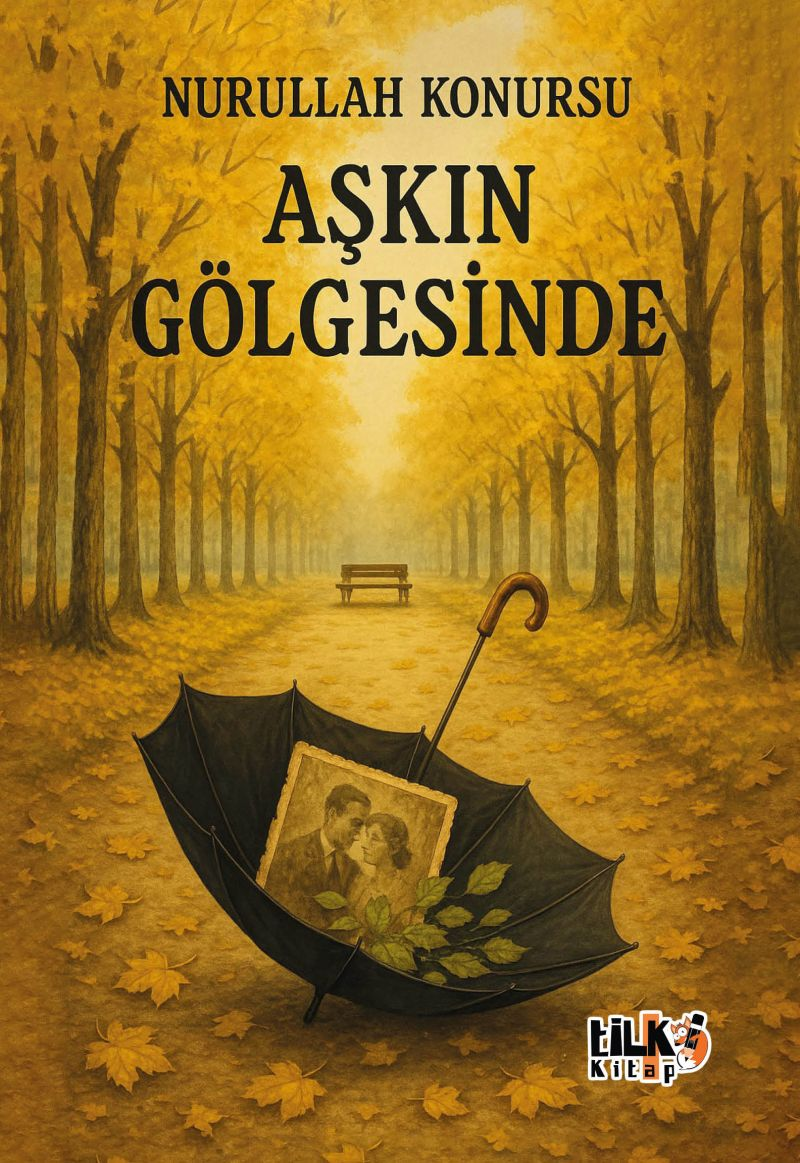 NURULLAH KONURSU
AŞKIN
GÖLGESİNDE
tiLKi
Kitap